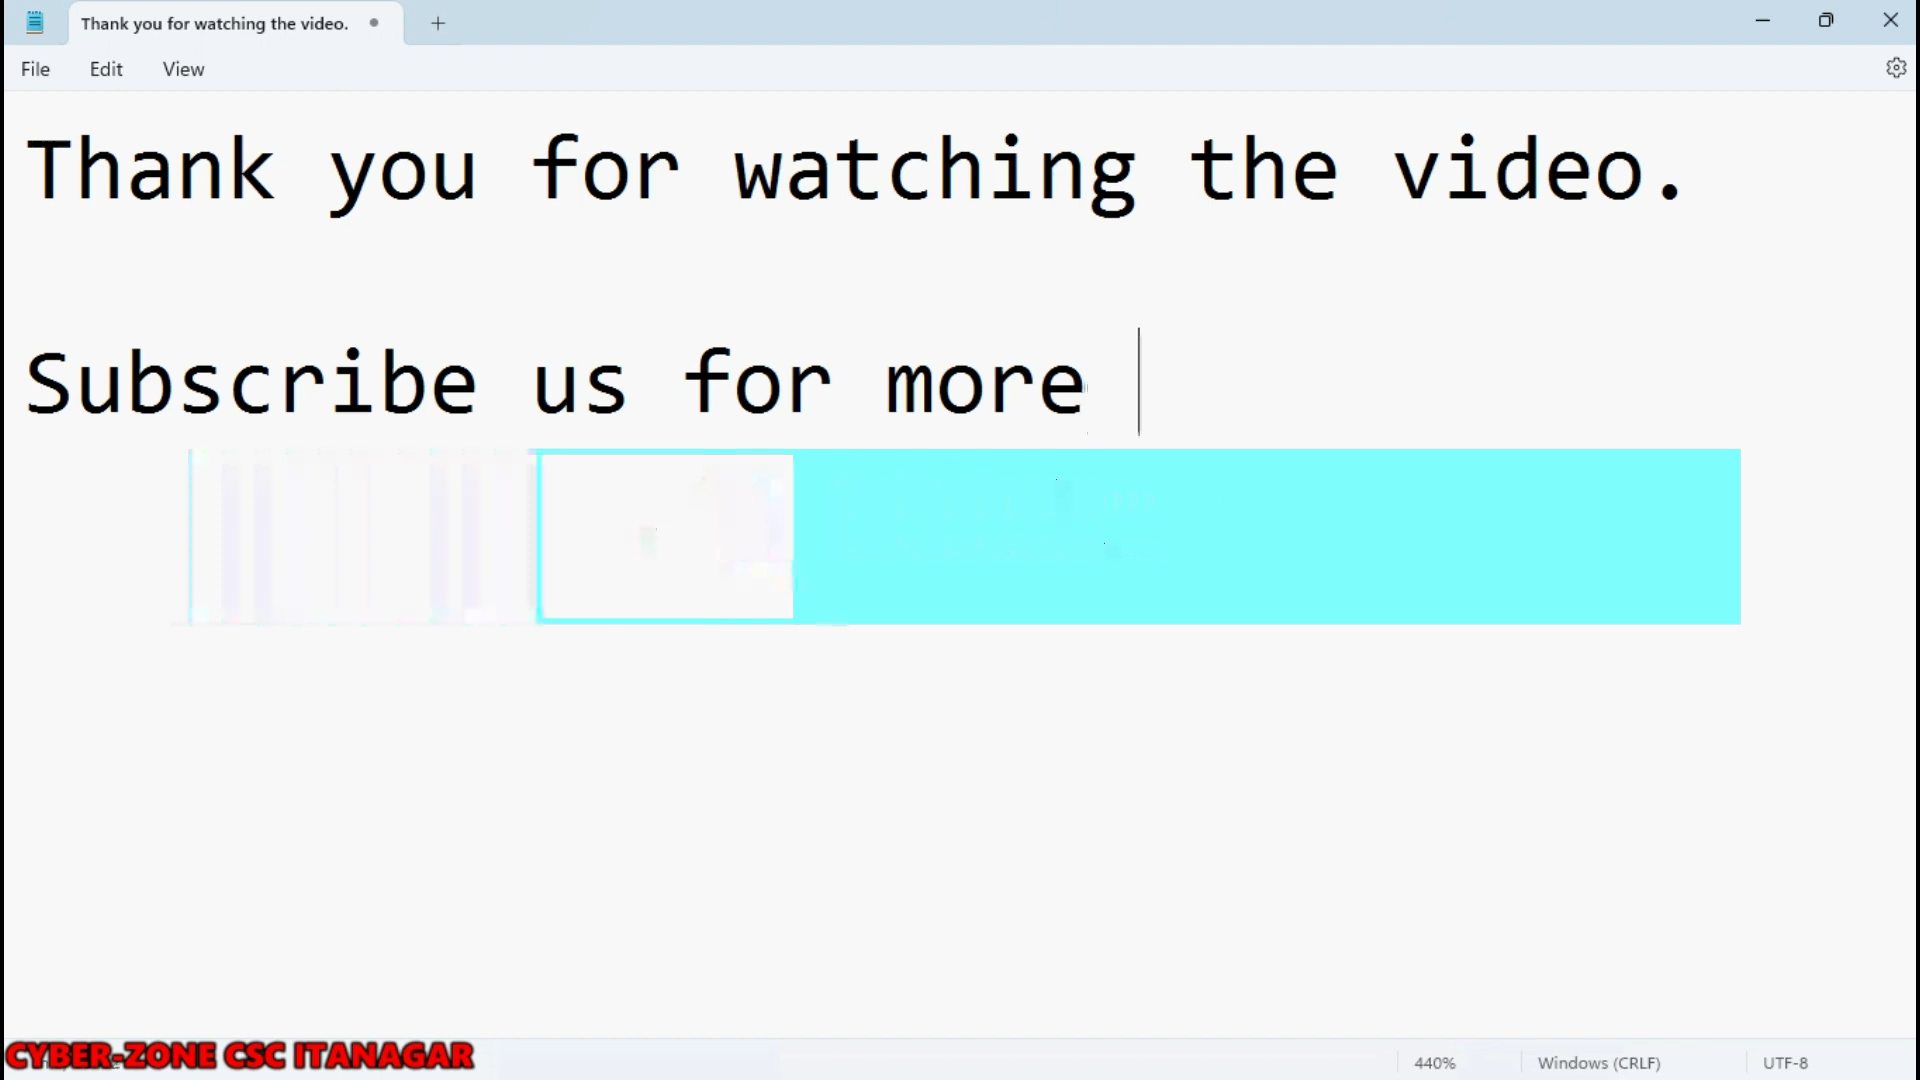 Thank you for watching the video.
File Edit View
Thank you for watching the video.
Subscribe us for more
CYBER-ZONE CSC ITANAGAR
440% Windows (CRLF) UTF-8